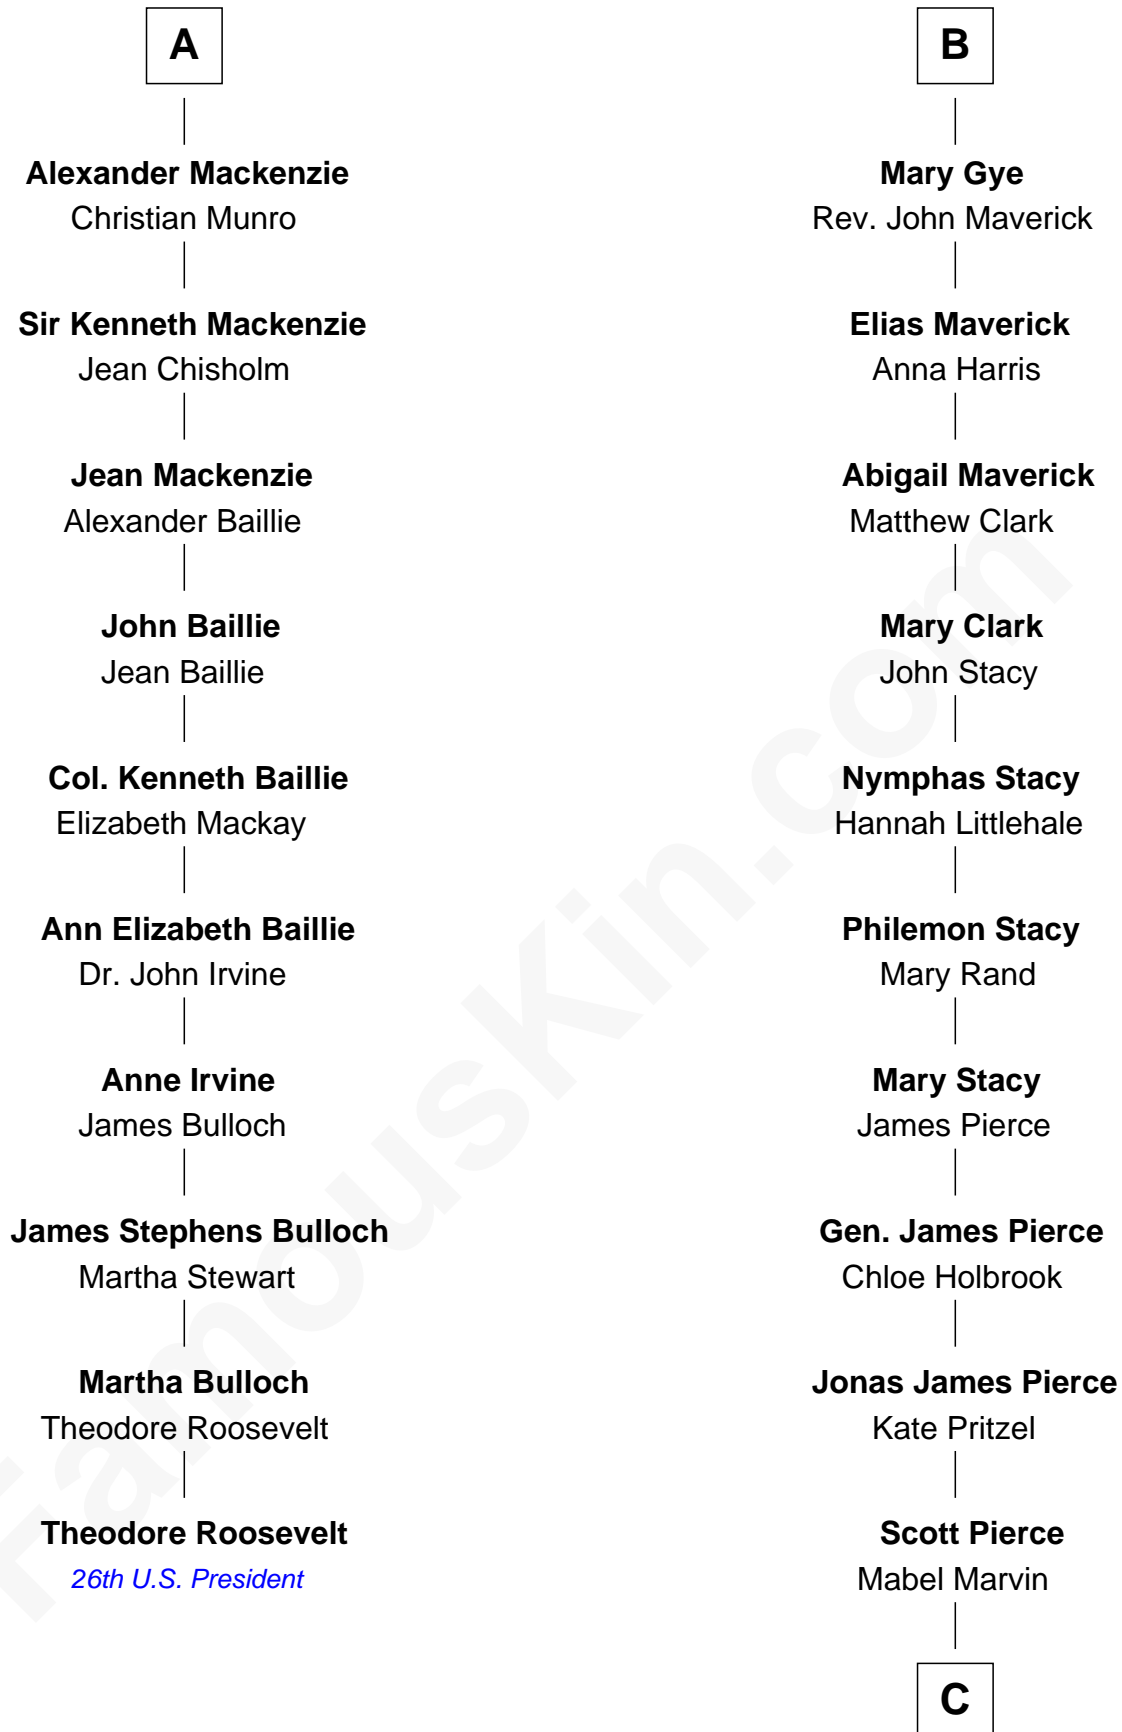 A
Alexander Mackenzie
Christian Munro
Sir Kenneth Mackenzie
Jean Chisholm
Jean Mackenzie
Alexander Baillie
John Baillie
Jean Baillie
Col. Kenneth Baillie
Elizabeth Mackay
Ann Elizabeth Baillie
Dr. John Irvine
Anne Irvine
James Bulloch
James Stephens Bulloch
Martha Stewart
Martha Bulloch
Theodore Roosevelt
Theodore Roosevelt
26th U.S. President
B
Mary Gye
Rev. John Maverick
Elias Maverick
Anna Harris
Abigail Maverick
Matthew Clark
Mary Clark
John Stacy
Nymphas Stacy
Hannah Littlehale
Philemon Stacy
Mary Rand
Mary Stacy
James Pierce
Gen. James Pierce
Chloe Holbrook
Jonas James Pierce
Kate Pritzel
Scott Pierce
Mabel Marvin
C
FamousKin.com